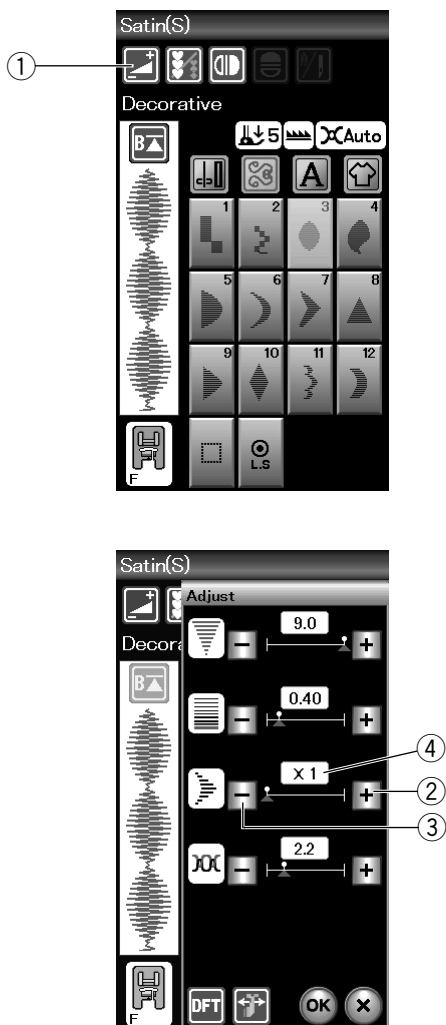 Satin(S)
①
Decorative
B 5 Auto
A
1 2 3 4
5 6 7 8
9 10 11 12
F L.S
Satin(S)
Adjust
9.0
Decora
− +
B
0.40
− +
④
X 1
− + ②
③
2.2
− +
F DFT OK ×